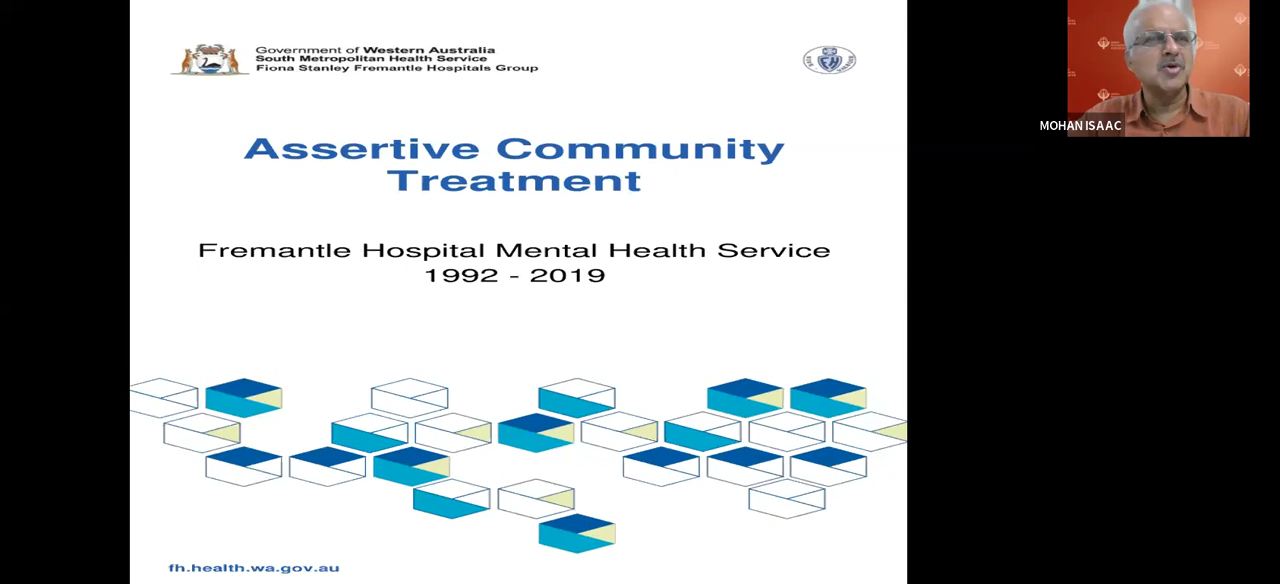 Government of Western Australia
South Metropolitan Health Service
Fiona Stanley Fremantle Hospitals Group
FH
Assertive Community
Treatment
Fremantle Hospital Mental Health Service
1992 - 2019
fh.health.wa.gov.au
MOHAN ISAAC